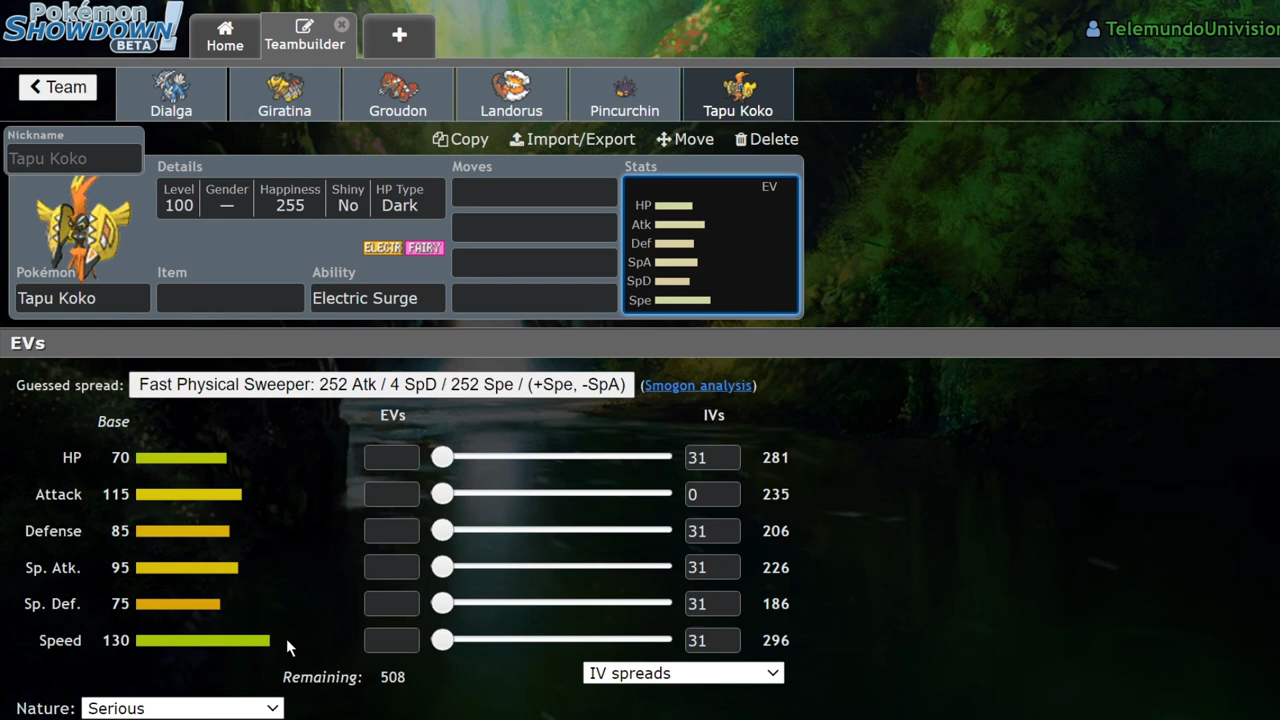 Pokémon
SHOWDOWN!
BETA
Home
Teambuilder
TelemundoUnivision
Team
Dialga
Giratina
Groudon
Landorus
Pincurchin
Tapu Koko
Nickname
Tapu Koko
Copy
Import/Export
Move
Delete
Details
Moves
Stats
Level Gender Happiness Shiny HP Type
100 — 255 No Dark
EV
HP
Atk
Def
SpA
SpD
Spe
ELECTR FAIRY
Pokémon
Item
Ability
Tapu Koko
Electric Surge
EVs
Guessed spread: Fast Physical Sweeper: 252 Atk / 4 SpD / 252 Spe / (+Spe, -SpA) (Smogon analysis)
Base EVs IVs
HP 70 31 281
Attack 115 0 235
Defense 85 31 206
Sp. Atk. 95 31 226
Sp. Def. 75 31 186
Speed 130 31 296
Remaining: 508
IV spreads
Nature: Serious